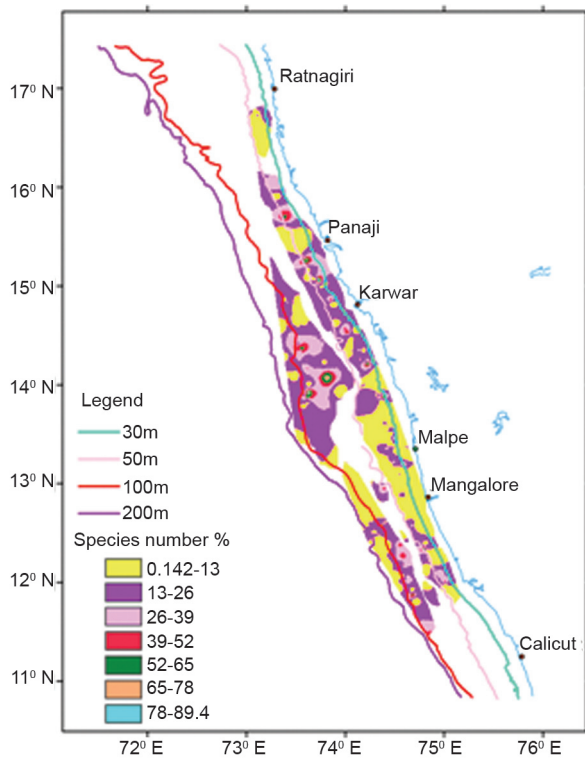 17⁰ N
Ratnagiri
16⁰ N
Panaji
15⁰ N
Karwar
14⁰ N
Legend
30m
50m
100m
200m
Malpe
13⁰ N
Mangalore
Species number %
0.142-13
13-26
26-39
39-52
52-65
65-78
78-89.4
12⁰ N
Calicut
11⁰ N
72⁰ E 73⁰ E 74⁰ E 75⁰ E 76⁰ E